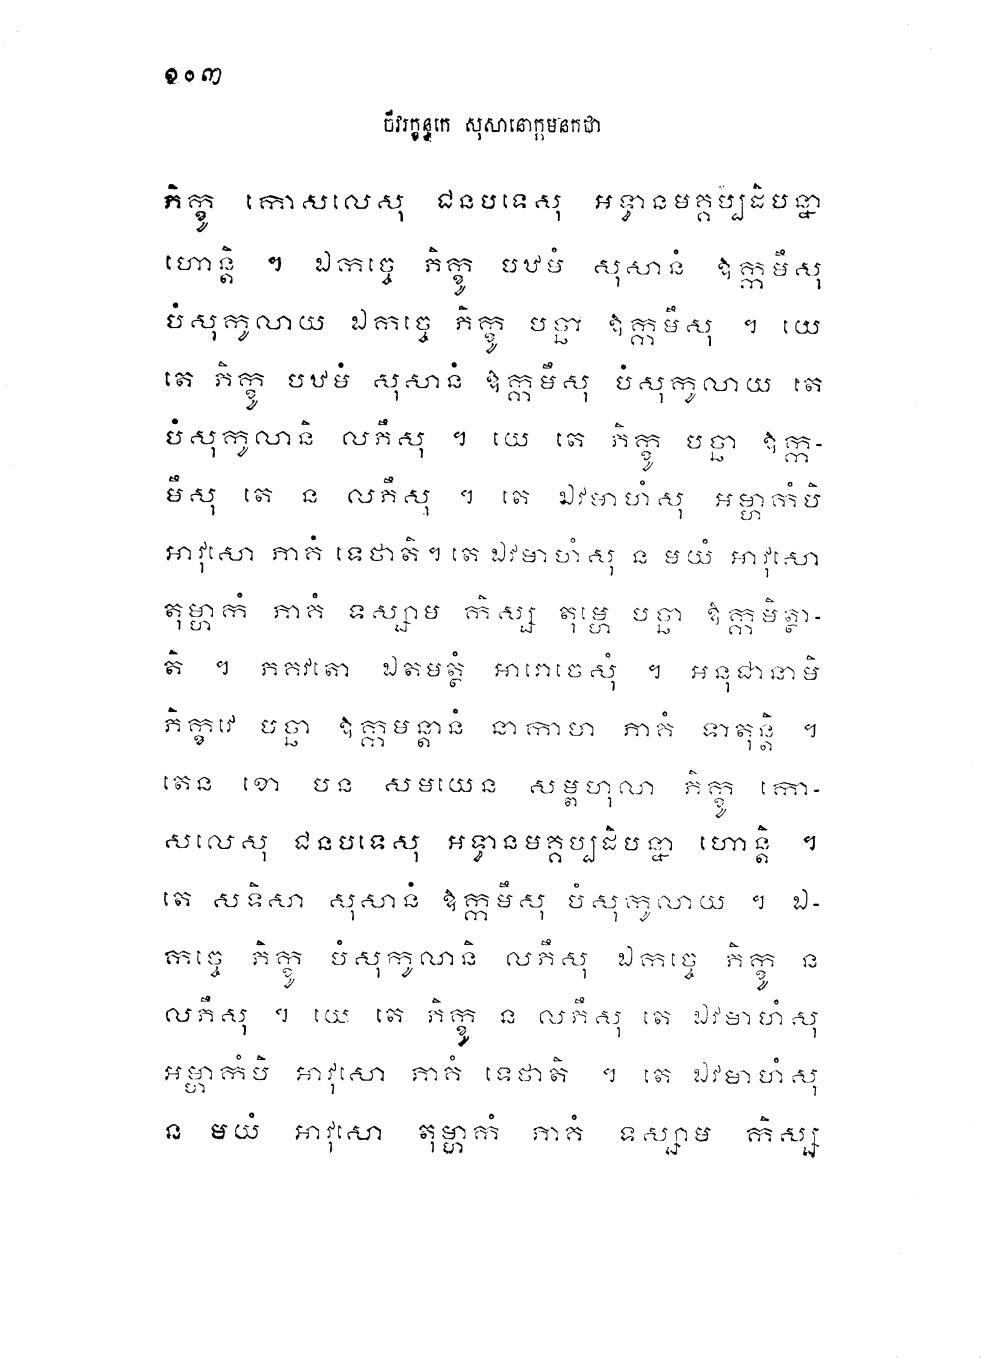 ១០៣
ចីវរក្ខន្ធកេ សុសានោក្កមនកថា
ភិក្ខូ កោសលេសុ ជនបទេសុ អទ្ធានមគ្គប្បដិបន្នា
ហោន្តិ ។ ឯកច្ចេ ភិក្ខូ បឋមំ សុសានំ ឱក្កមឹសុ
បំសុកូលាយ ឯកច្ចេ ភិក្ខូ បច្ឆា ឱក្កមឹសុ ។ យេ
តេ ភិក្ខូ បឋមំ សុសានំ ឱក្កមឹសុ បំសុកូលាយ តេ
បំសុកូលានិ លភឹសុ ។ យេ តេ ភិក្ខូ បច្ឆា ឱក្ក-
មឹសុ តេ ន លភឹសុ ។ តេ ឯវមាហំសុ អម្ហាកំបិ
អាវុសោ ភាគំ ទេថាតិ។ តេ ឯវមាហំសុ ន មយំ អាវុសោ
តុម្ហាកំ ភាគំ ទស្សាម កិស្ស តុម្ហេ បច្ឆា ឱក្កមិត្ថា-
តិ ។ ភគវតោ ឯតមត្ថំ អារោចេសុំ ។ អនុជានាមិ
ភិក្ខវេ បច្ឆា ឱក្កមន្តានំ នាកាមា ភាគំ ទាតុន្តិ ។
តេន ខោ បន សមយេន សម្ពហុលា ភិក្ខូ កោ-
សលេសុ ជនបទេសុ អទ្ធានមគ្គប្បដិបន្នា ហោន្តិ ។
តេ សទិសា សុសានំ ឱក្កមឹសុ បំសុកូលាយ ។ ឯ-
កច្ចេ ភិក្ខូ បំសុកូលានិ លភឹសុ ឯកច្ចេ ភិក្ខូ ន
លភឹសុ ។ យេ តេ ភិក្ខូ ន លភឹសុ តេ ឯវមាហំសុ
អម្ហាកំបិ អាវុសោ ភាគំ ទេថាតិ ។ តេ ឯវមាហំសុ
ន មយំ អាវុសោ តុម្ហាកំ ភាគំ ទស្សាម កិស្ស